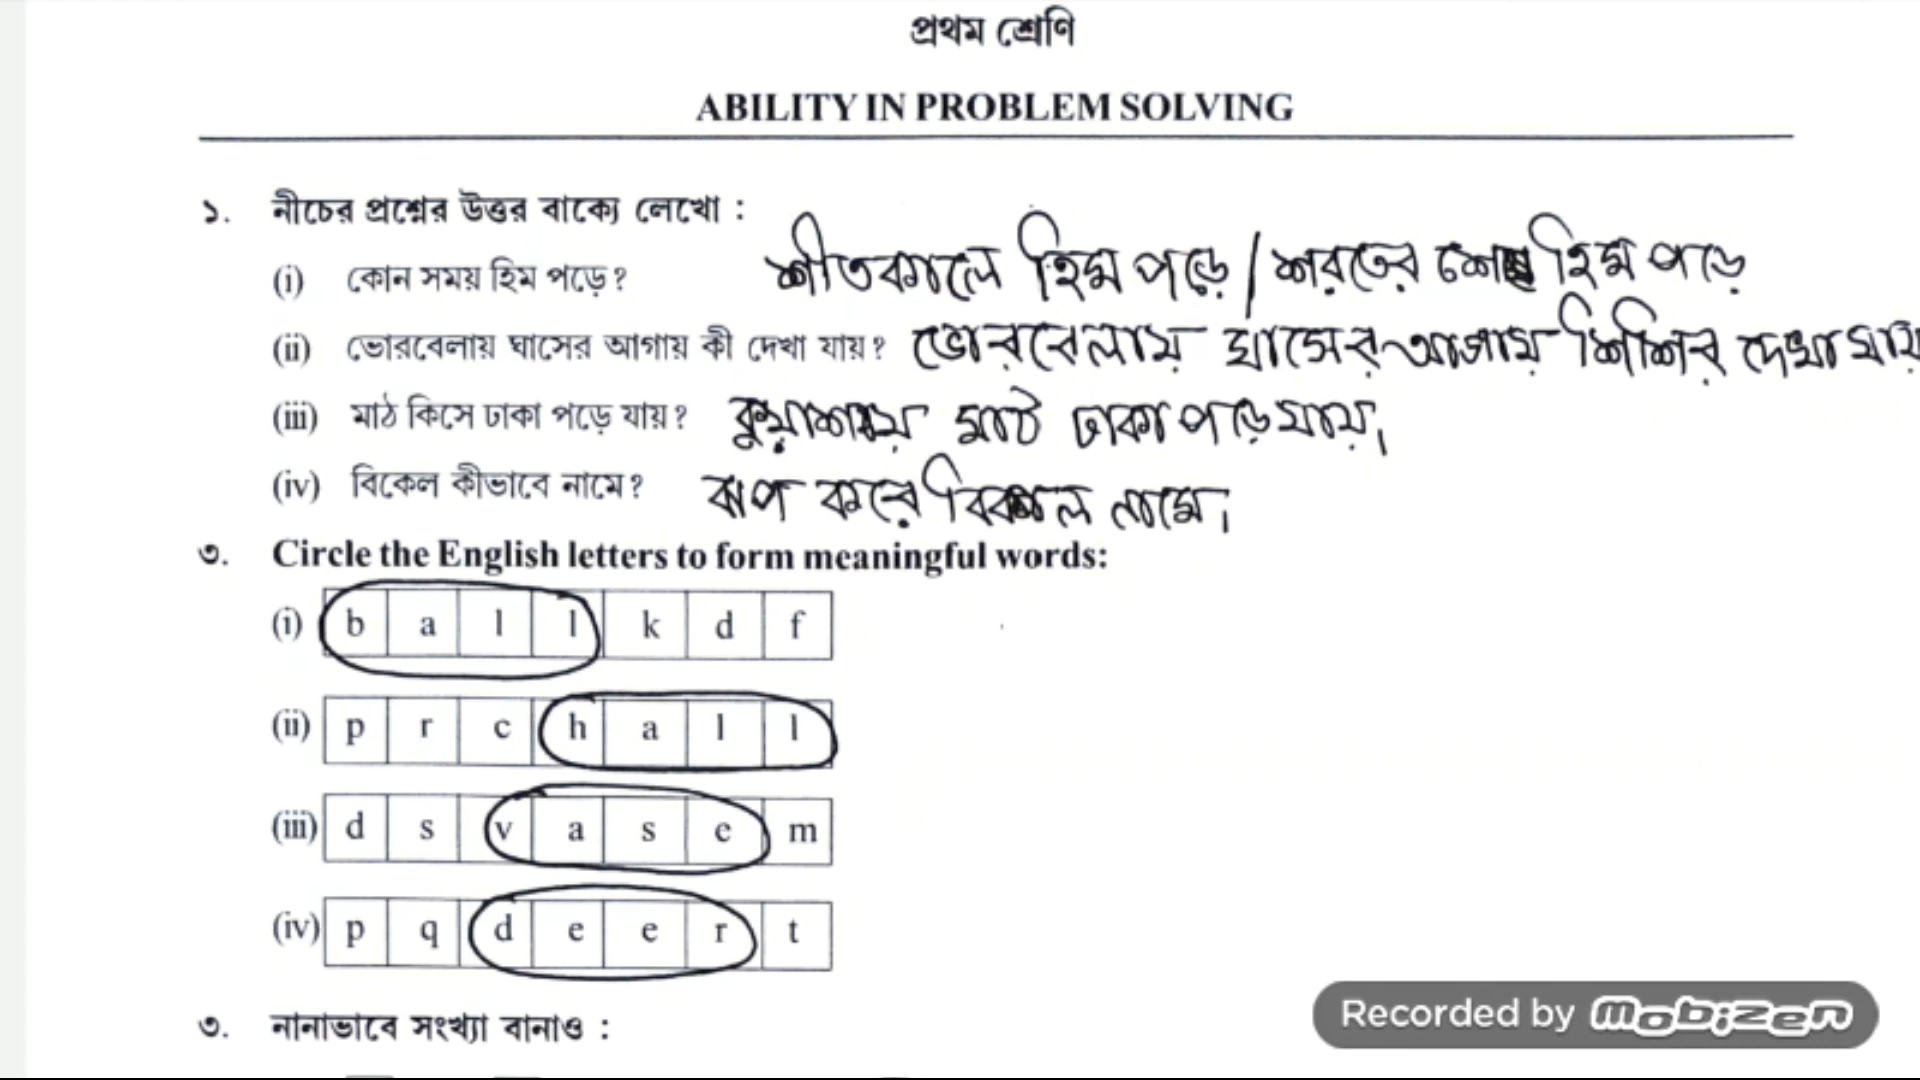 প্রথম শ্রেণি
ABILITY IN PROBLEM SOLVING
১. নীচের প্রশ্নের উত্তর বাক্যে লেখো :
(i) কোন সময় হিম পড়ে? শীতকালে হিম পড়ে / শরতের শেষে হিম পড়ে
(ii) ভোরবেলায় ঘাসের আগায় কী দেখা যায়? ভোরবেলায় ঘাসের আগায় শিশির দেখা যায়
(iii) মাঠ কিসে ঢাকা পড়ে যায়? কুয়াশায় মাঠ ঢাকা পড়ে যায়।
(iv) বিকেল কীভাবে নামে? ঝপ করে বিকেল নামে।
৩. Circle the English letters to form meaningful words:
(i) b a l l k d f
(ii) p r c h a l l
(iii) d s v a s e m
(iv) p q d e e r t
৩. নানাভাবে সংখ্যা বানাও :
Recorded by mobizen